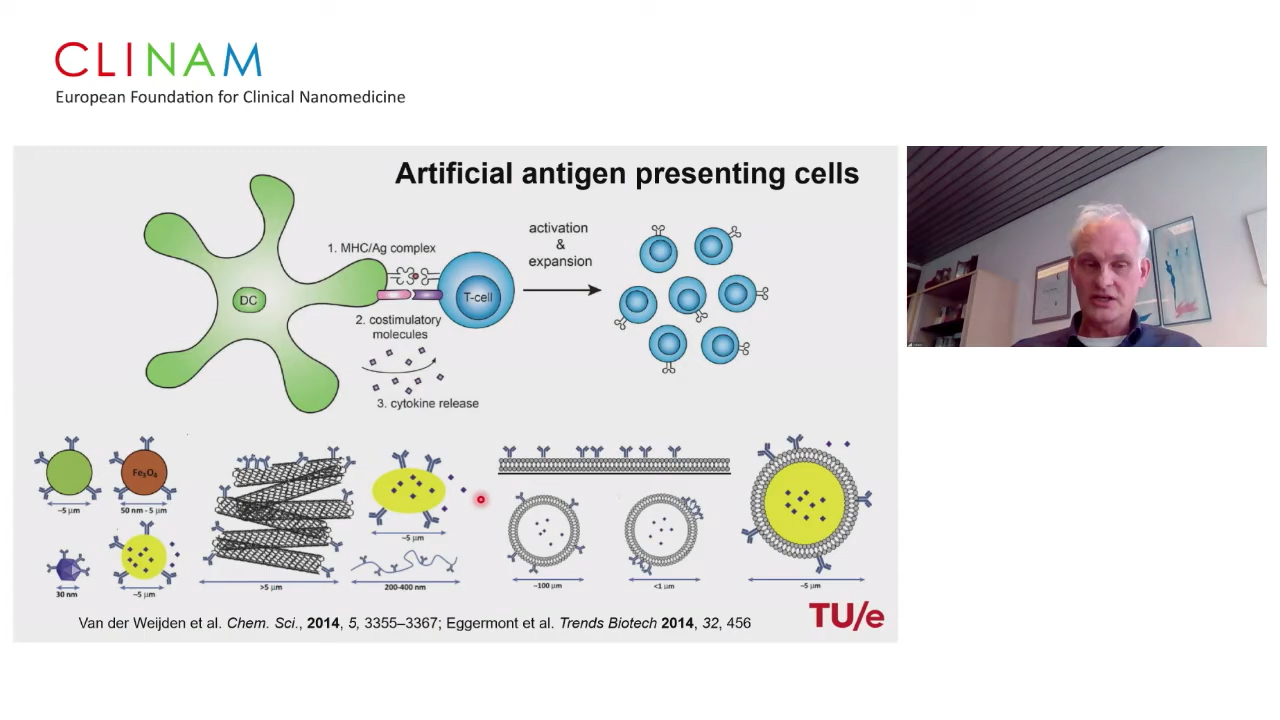 CLINAM
European Foundation for Clinical Nanomedicine
Artificial antigen presenting cells
1. MHC/Ag complex
DC
T-cell
2. costimulatory
molecules
3. cytokine release
activation
&
expansion
Fe3O4
~5 µm
50 nm - 5 µm
30 nm
~5 µm
>5 µm
~5 µm
200-400 nm
~100 µm
<1 µm
~5 µm
Van der Weijden et al. Chem. Sci., 2014, 5, 3355–3367; Eggermont et al. Trends Biotech 2014, 32, 456
TU/e